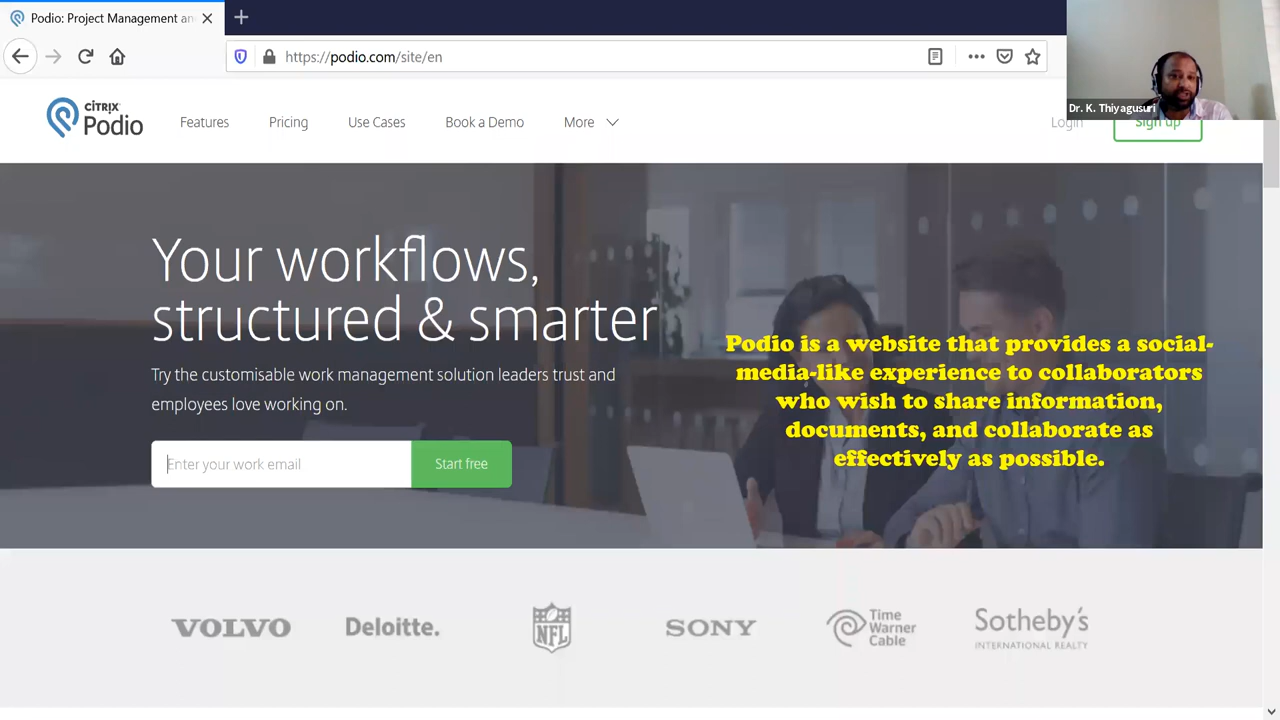 Podio: Project Management an
https://podio.com/site/en
Dr. K. Thiyagusuri
CİTRIX
Podio
Features
Pricing
Use Cases
Book a Demo
More
Login
Sign up
Your workflows,
structured & smarter
Try the customisable work management solution leaders trust and
employees love working on.
Enter your work email
Start free
Podio is a website that provides a social-
media-like experience to collaborators
who wish to share information,
documents, and collaborate as
effectively as possible.
VOLVO
Deloitte.
NFL
SONY
Time
Warner
Cable
Sotheby's
INTERNATIONAL REALTY